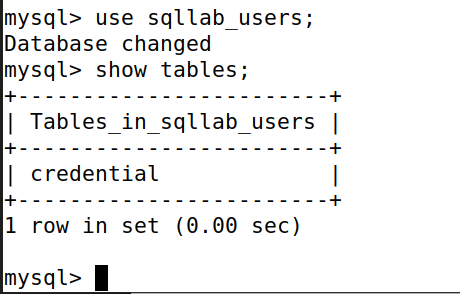 mysql> use sqllab_users;
Database changed
mysql> show tables;
+------------------------+
| Tables_in_sqllab_users |
+------------------------+
| credential             |
+------------------------+
1 row in set (0.00 sec)
mysql>